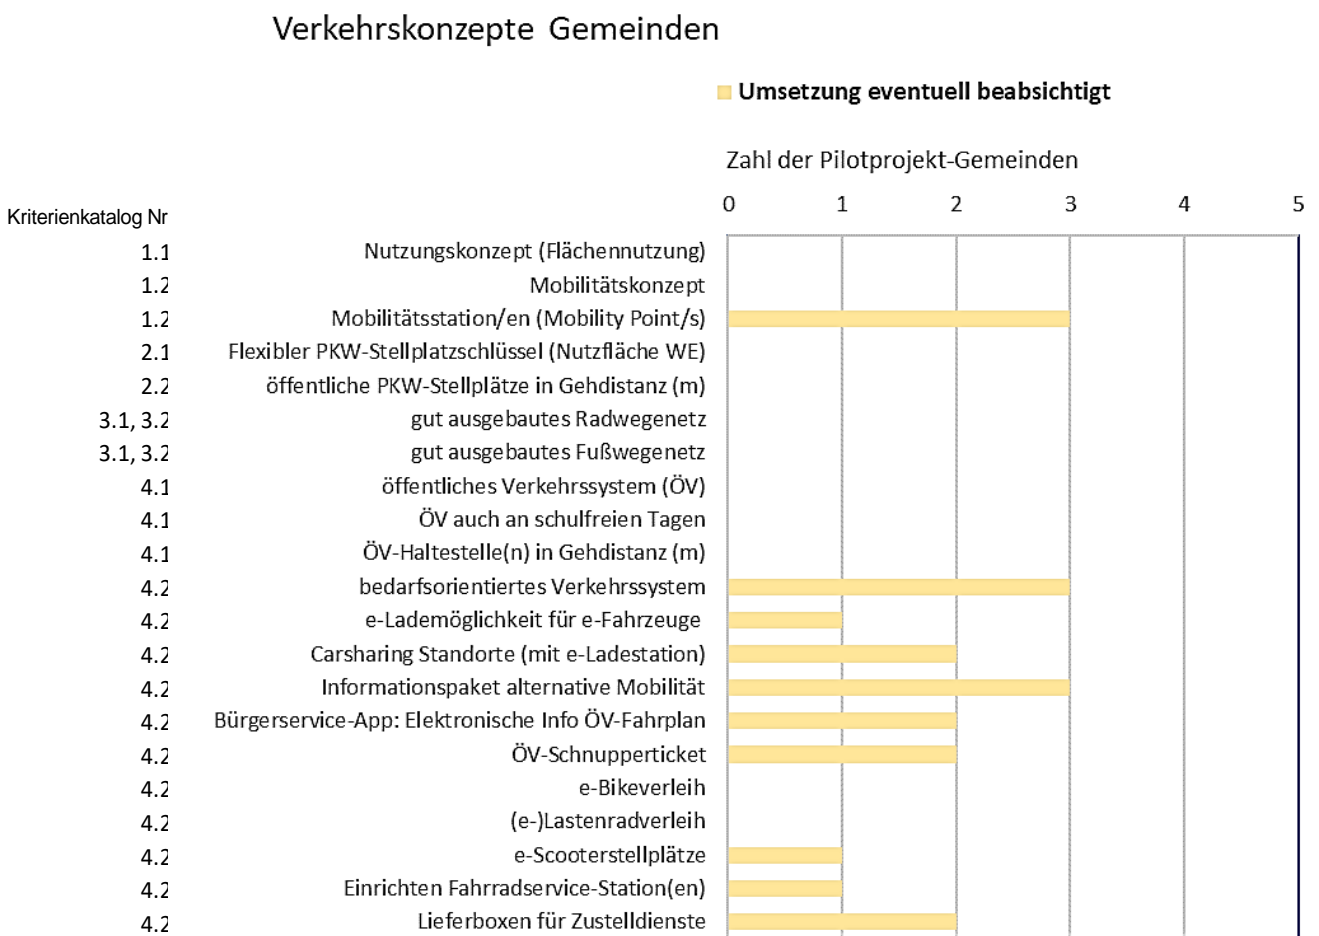 Verkehrskonzepte Gemeinden
Umsetzung eventuell beabsichtigt
Zahl der Pilotprojekt-Gemeinden
0 1 2 3 4 5
Kriterienkatalog Nr
1.1 Nutzungskonzept (Flächennutzung)
1.2 Mobilitätskonzept
1.2 Mobilitätsstation/en (Mobility Point/s)
2.1 Flexibler PKW-Stellplatzschlüssel (Nutzfläche WE)
2.2 öffentliche PKW-Stellplätze in Gehdistanz (m)
3.1, 3.2 gut ausgebautes Radwegenetz
3.1, 3.2 gut ausgebautes Fußwegenetz
4.1 öffentliches Verkehrssystem (ÖV)
4.1 ÖV auch an schulfreien Tagen
4.1 ÖV-Haltestelle(n) in Gehdistanz (m)
4.2 bedarfsorientiertes Verkehrssystem
4.2 e-Lademöglichkeit für e-Fahrzeuge
4.2 Carsharing Standorte (mit e-Ladestation)
4.2 Informationspaket alternative Mobilität
4.2 Bürgerservice-App: Elektronische Info ÖV-Fahrplan
4.2 ÖV-Schnupperticket
4.2 e-Bikeverleih
4.2 (e-)Lastenradverleih
4.2 e-Scooterstellplätze
4.2 Einrichten Fahrradservice-Station(en)
4.2 Lieferboxen für Zustelldienste